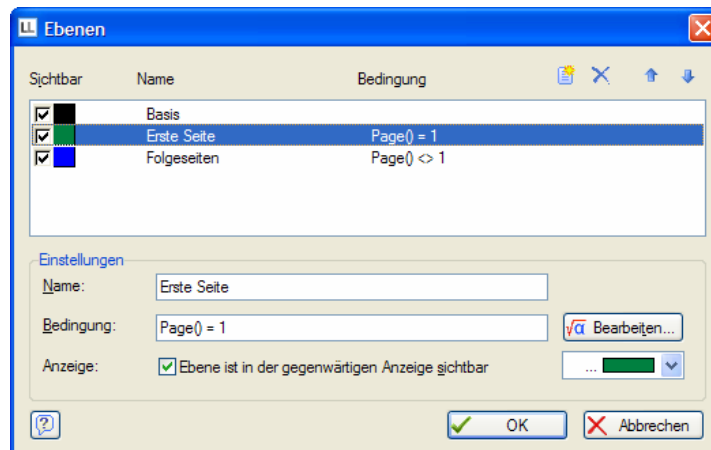 Ebenen
Sichtbar Name Bedingung
Basis
Erste Seite Page() = 1
Folgeseiten Page() <> 1
Einstellungen
Name: Erste Seite
Bedingung: Page() = 1 √α Bearbeiten...
Anzeige: Ebene ist in der gegenwärtigen Anzeige sichtbar ...
OK Abbrechen